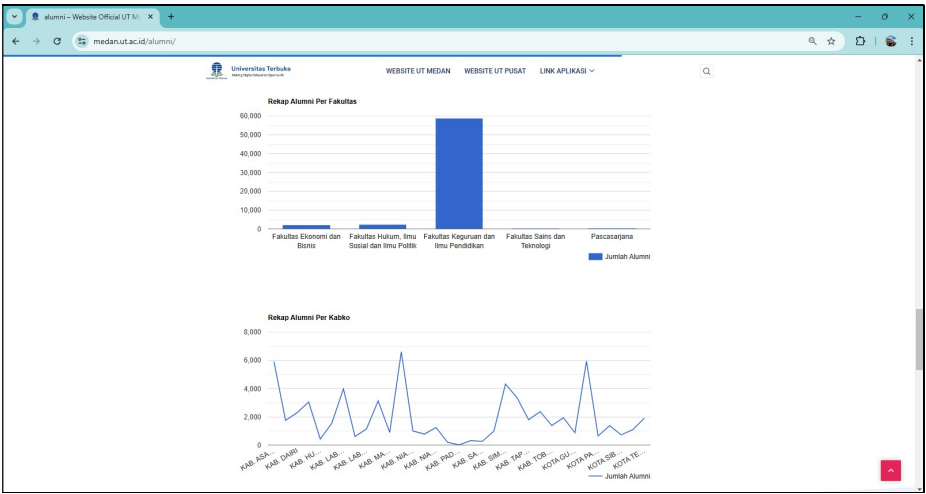 alumni – Website Official UT M
medan.ut.ac.id/alumni/
Universitas Terbuka
WEBSITE UT MEDAN WEBSITE UT PUSAT LINK APLIKASI
Rekap Alumni Per Fakultas
60,000
50,000
40,000
30,000
20,000
10,000
0
Fakultas Ekonomi dan Bisnis
Fakultas Hukum, Ilmu Sosial dan Ilmu Politik
Fakultas Keguruan dan Ilmu Pendidikan
Fakultas Sains dan Teknologi
Pascasarjana
Jumlah Alumni
Rekap Alumni Per Kabko
8,000
6,000
4,000
2,000
0
KAB. ASA...
KAB. DAIRI
KAB. HU...
KAB. LAB...
KAB. LAB...
KAB. MA...
KAB. NIA...
KAB. NIA...
KAB. PAD...
KAB. SA...
KAB. SIM...
KAB. TAP...
KAB. TOB...
KOTA GU...
KOTA PA...
KOTA SIB...
KOTA TE...
Jumlah Alumni